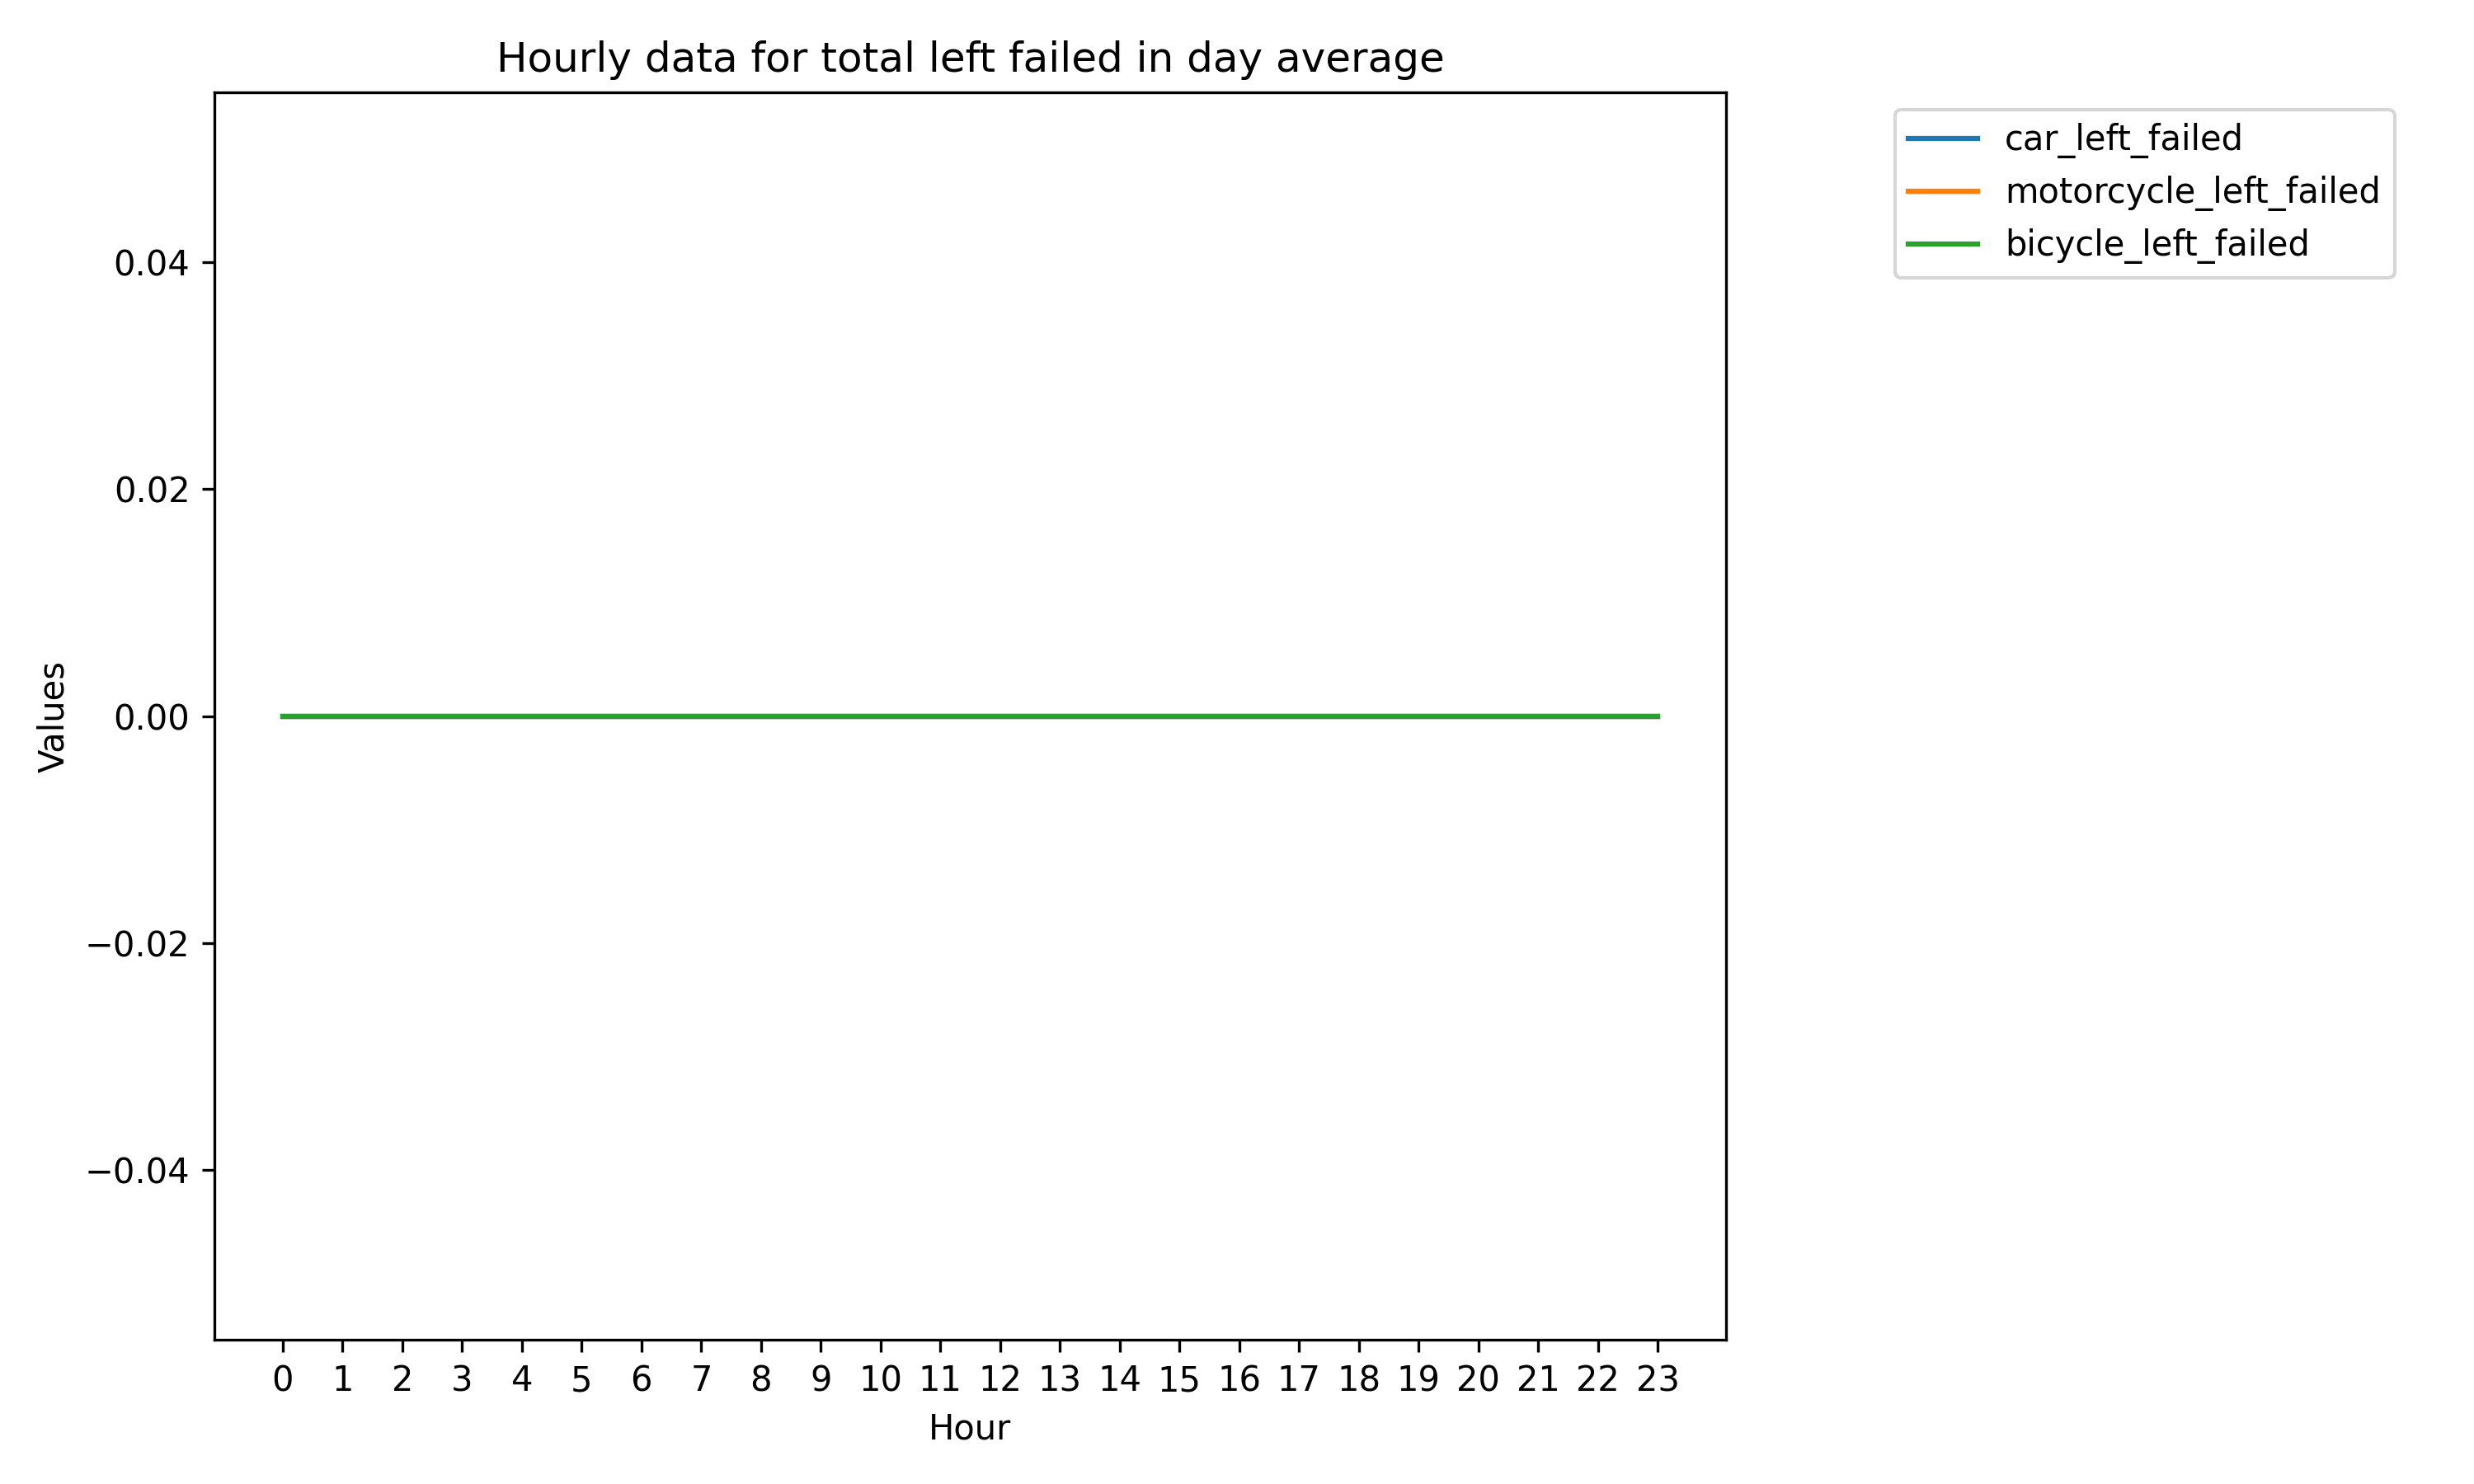 Hourly data for total left failed in day average
car_left_failed
motorcycle_left_failed
bicycle_left_failed
0.04
0.02
0.00
−0.02
−0.04
Values
0 1 2 3 4 5 6 7 8 9 10 11 12 13 14 15 16 17 18 19 20 21 22 23
Hour